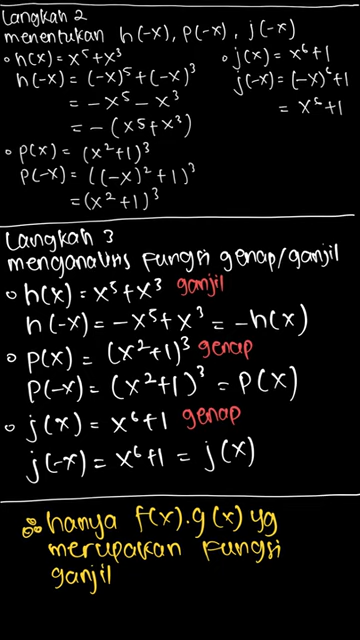 Langkah 2
menentukan h(-x), p(-x), j(-x)
○ h(x) = x⁵ + x³
h(-x) = (-x)⁵ + (-x)³
= -x⁵ - x³
= -(x⁵ + x³)
○ p(x) = (x² + 1)³
p(-x) = ((-x)² + 1)³
= (x² + 1)³
○ j(x) = x⁶ + 1
j(-x) = (-x)⁶ + 1
= x⁶ + 1
Langkah 3
menganalisis fungsi genap/ganjil
○ h(x) = x⁵ + x³ ganjil
h(-x) = -x⁵ + x³ = -h(x)
○ p(x) = (x² + 1)³ genap
p(-x) = (x² + 1)³ = p(x)
○ j(x) = x⁶ + 1 genap
j(-x) = x⁶ + 1 = j(x)
∴ hanya f(x).g(x) yg
merupakan fungsi
ganjil